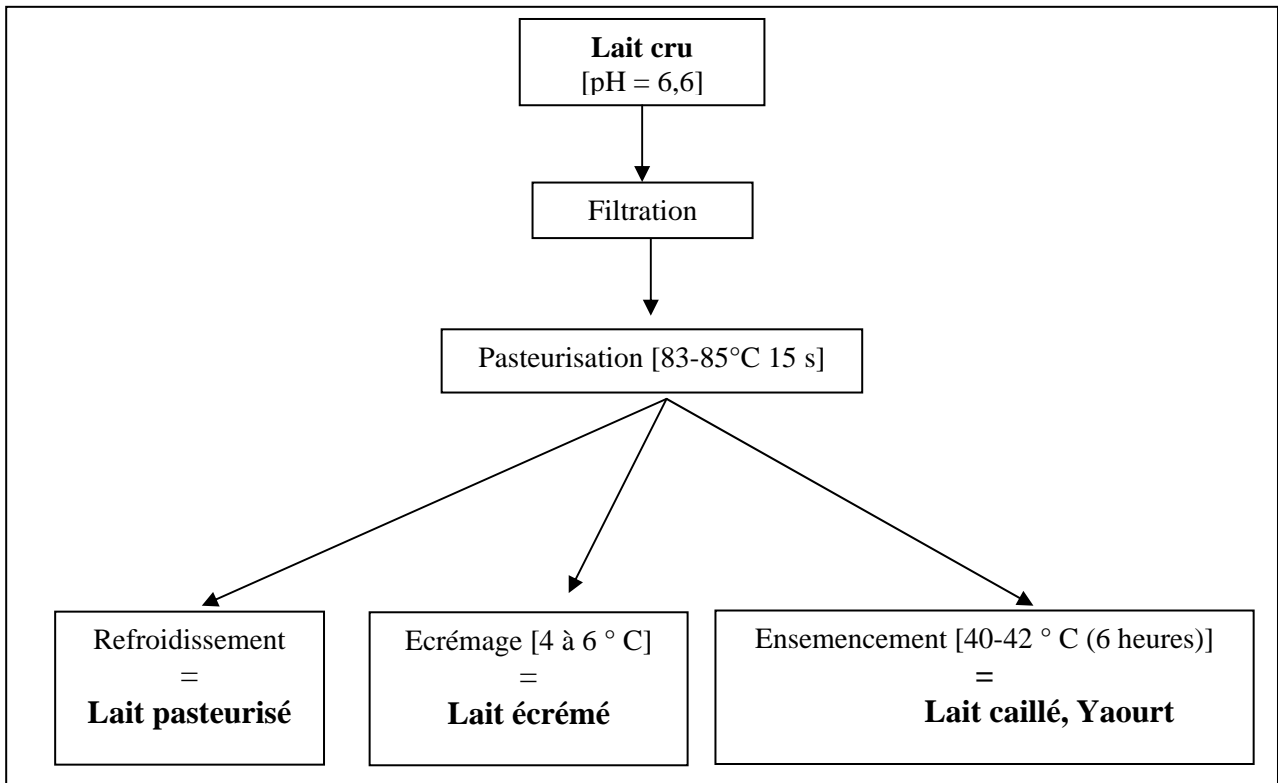 Lait cru
[pH = 6,6]
Filtration
Pasteurisation [83-85°C 15 s]
Refroidissement
=
Lait pasteurisé
Ecrémage [4 à 6 ° C]
=
Lait écrémé
Ensemencement [40-42 ° C (6 heures)]
=
Lait caillé, Yaourt